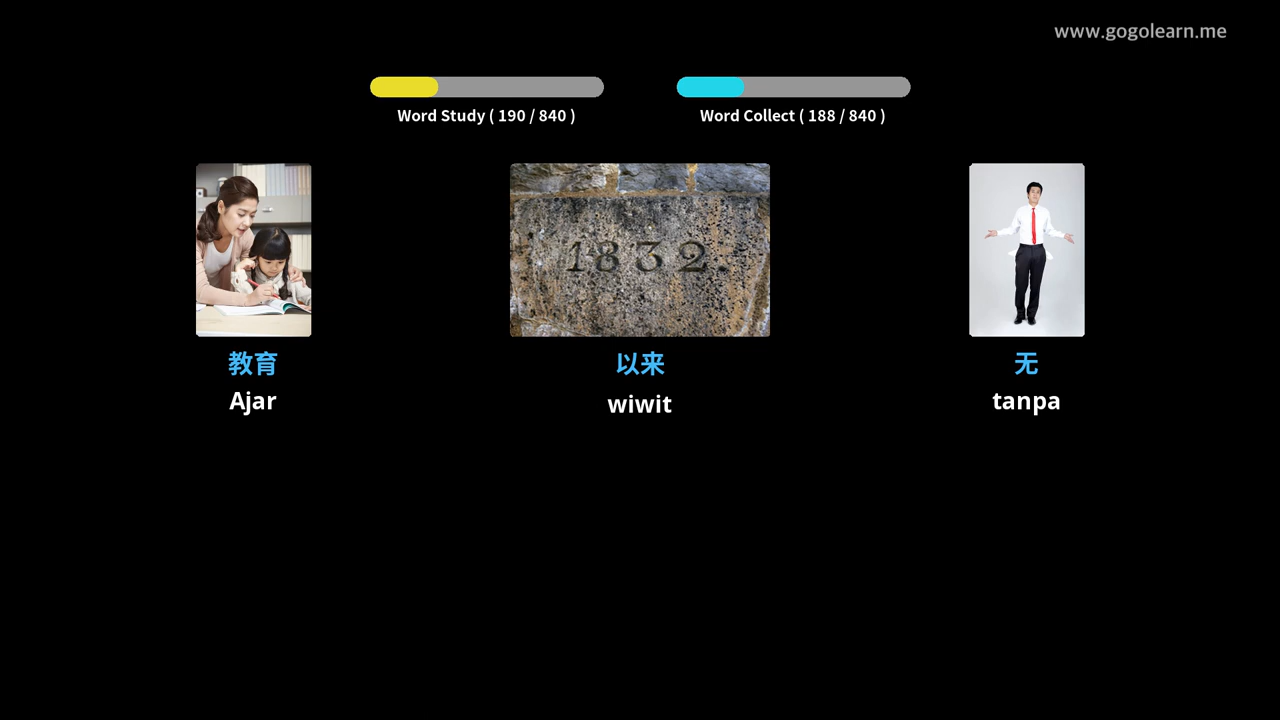 www.gogolearn.me
Word Study ( 190 / 840 )
Word Collect ( 188 / 840 )
1832.
教育
以来
无
Ajar
wiwit
tanpa